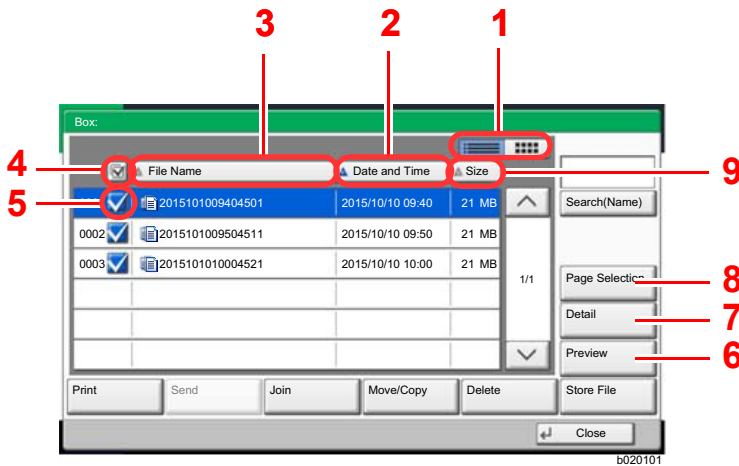 3 2 1
Box:
4 File Name Date and Time Size 9
5 2015101009404501 2015/10/10 09:40 21 MB Search(Name)
0002 2015101009504511 2015/10/10 09:50 21 MB
0003 2015101010004521 2015/10/10 10:00 21 MB
1/1 Page Selection 8
Detail 7
Preview 6
Print Send Join Move/Copy Delete Store File
Close
b020101